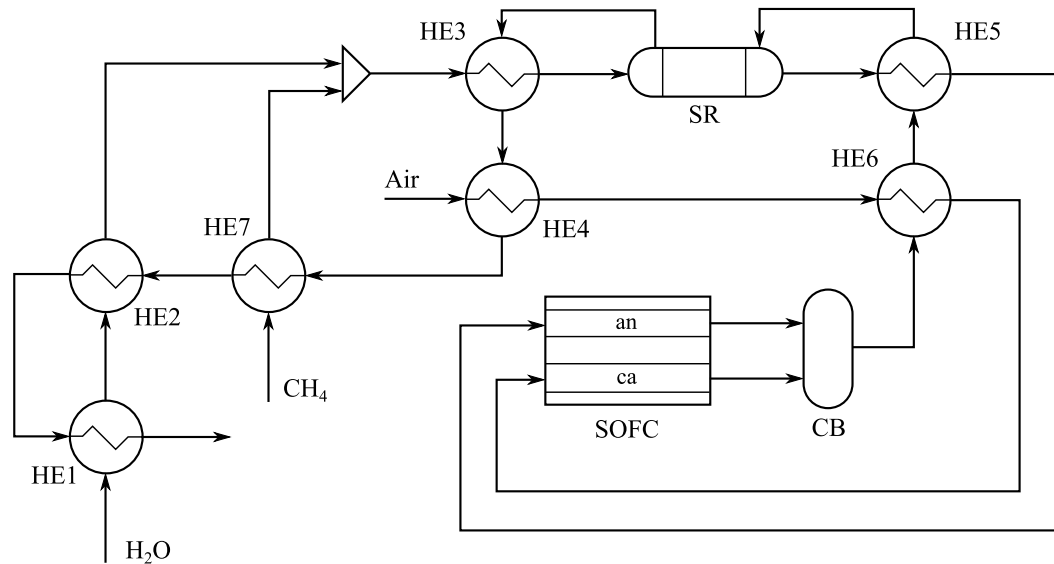 HE3
HE5
SR
HE6
Air
HE4
HE7
HE2
an
CH₄
ca
SOFC
CB
HE1
H₂O